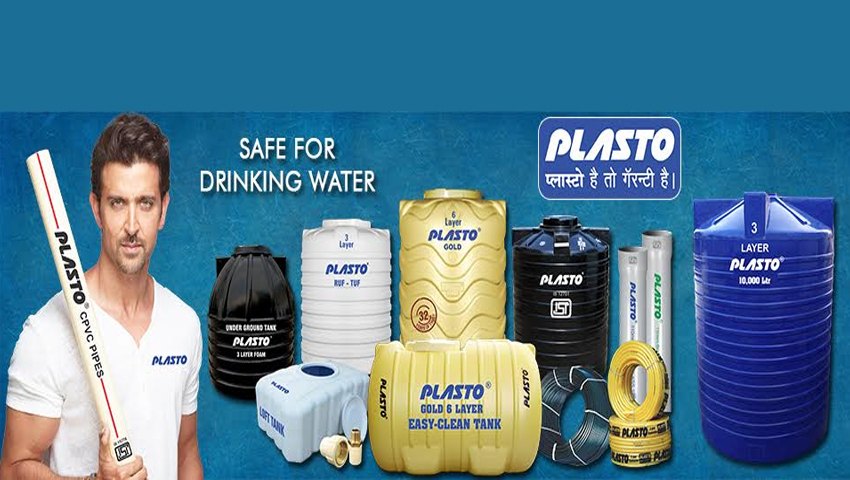 SAFE FOR
DRINKING WATER
PLASTO
प्लास्टो है तो गॅरन्टी है।
PLASTO®
CPVC PIPES
PLASTO
UNDER GROUND TANK
PLASTO®
3 LAYER FOAM
3
Layer
PLASTO®
RUF - TUF
6
Layer
PLASTO®
GOLD
32
PLASTO®
ISI
PLASTO®
PLASTO®
3
LAYER
PLASTO®
10,000 Ltr
LOFT TANK
PLASTO
PLASTO®
GOLD 6 LAYER
EASY-CLEAN TANK
PLASTO
PLASTO